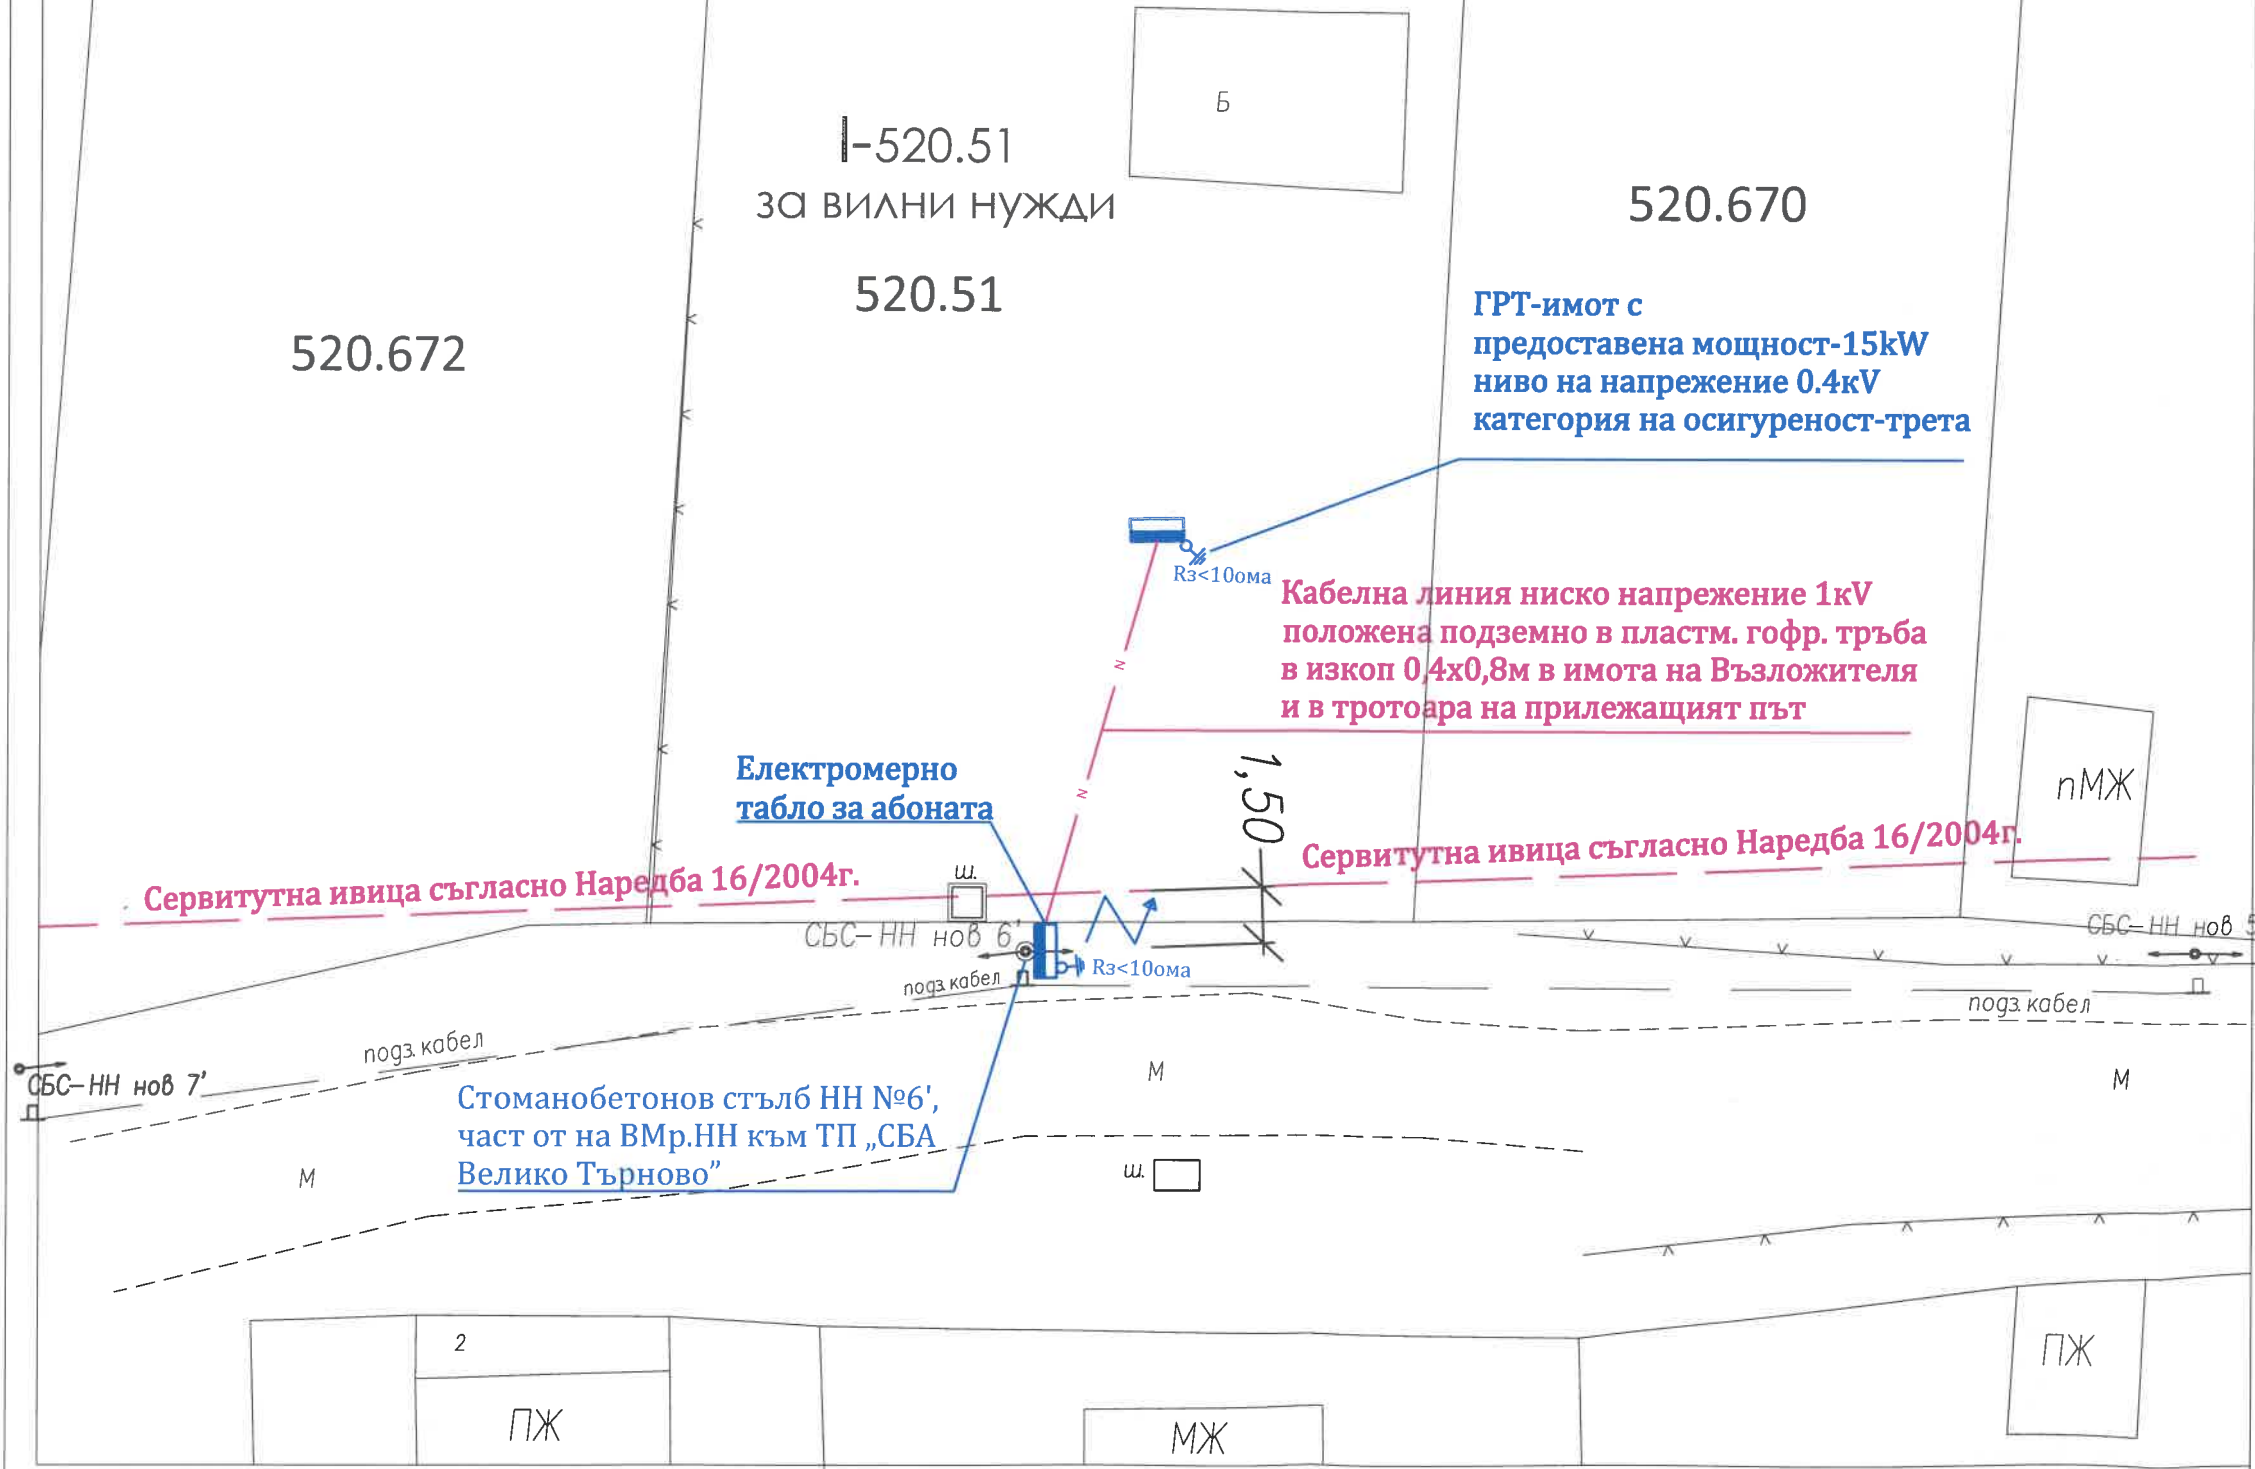 Б
I-520.51
за вилни нужди
520.670
520.51
520.672
ГРТ-имот с
предоставена мощност-15kW
ниво на напрежение 0.4кV
категория на осигуреност-трета
Rз<10ома
Кабелна линия ниско напрежение 1кV
положена подземно в пластм. гофр. тръба
в изкоп 0,4х0,8м в имота на Възложителя
и в тротоара на прилежащият път
N
N
Електромерно
табло за абоната
1,50
пМЖ
Сервитутна ивица съгласно Наредба 16/2004г.
Сервитутна ивица съгласно Наредба 16/2004г.
ш.
СБС-НН нов 6'
СБС-НН нов 5
Rз<10ома
подз.кабел
подз.кабел
подз.кабел
СБС-НН нов 7'
М
М
Стоманобетонов стълб НН №6',
част от на ВМр.НН към ТП „СБА
Велико Търново”
М
ш.
2
ПЖ
МЖ
ПЖ